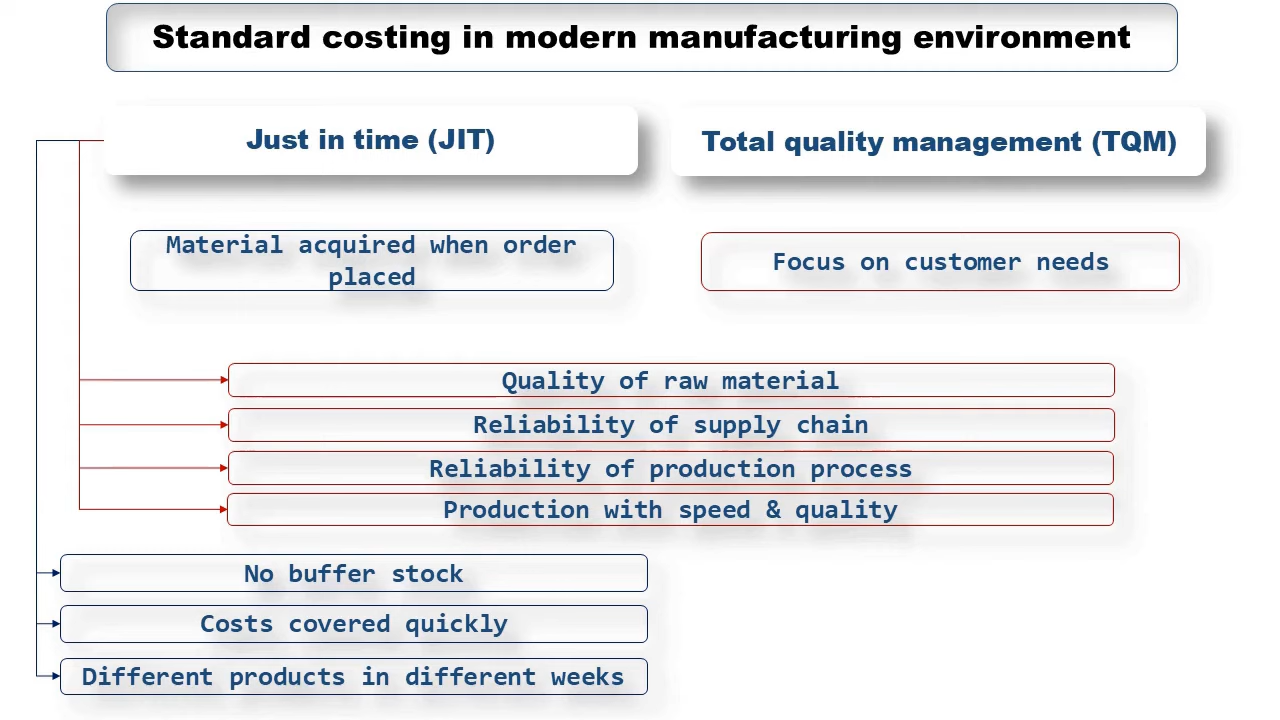 Standard costing in modern manufacturing environment
Just in time (JIT)
Total quality management (TQM)
Material acquired when order
placed
Focus on customer needs
Quality of raw material
Reliability of supply chain
Reliability of production process
Production with speed & quality
No buffer stock
Costs covered quickly
Different products in different weeks